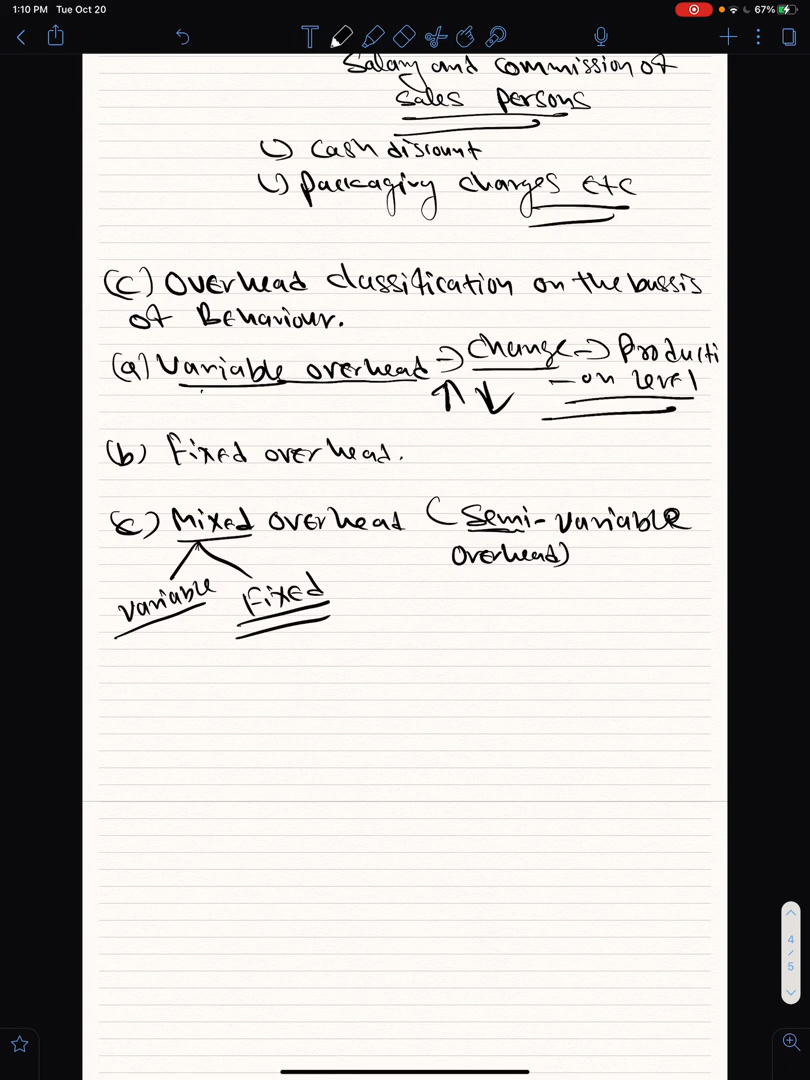 1:10 PM Tue Oct 20
67%
T
Salary and commission of
sales persons
cash discount
packaging charges etc
(C) Overhead classification on the bassis
of Behaviour.
(a) Variable overhead → change → Producti
-on level
↑ ↓
(b) Fixed overhead.
(c) Mixed overhead (Semi-variable
overhead)
Variable Fixed
4
/
5